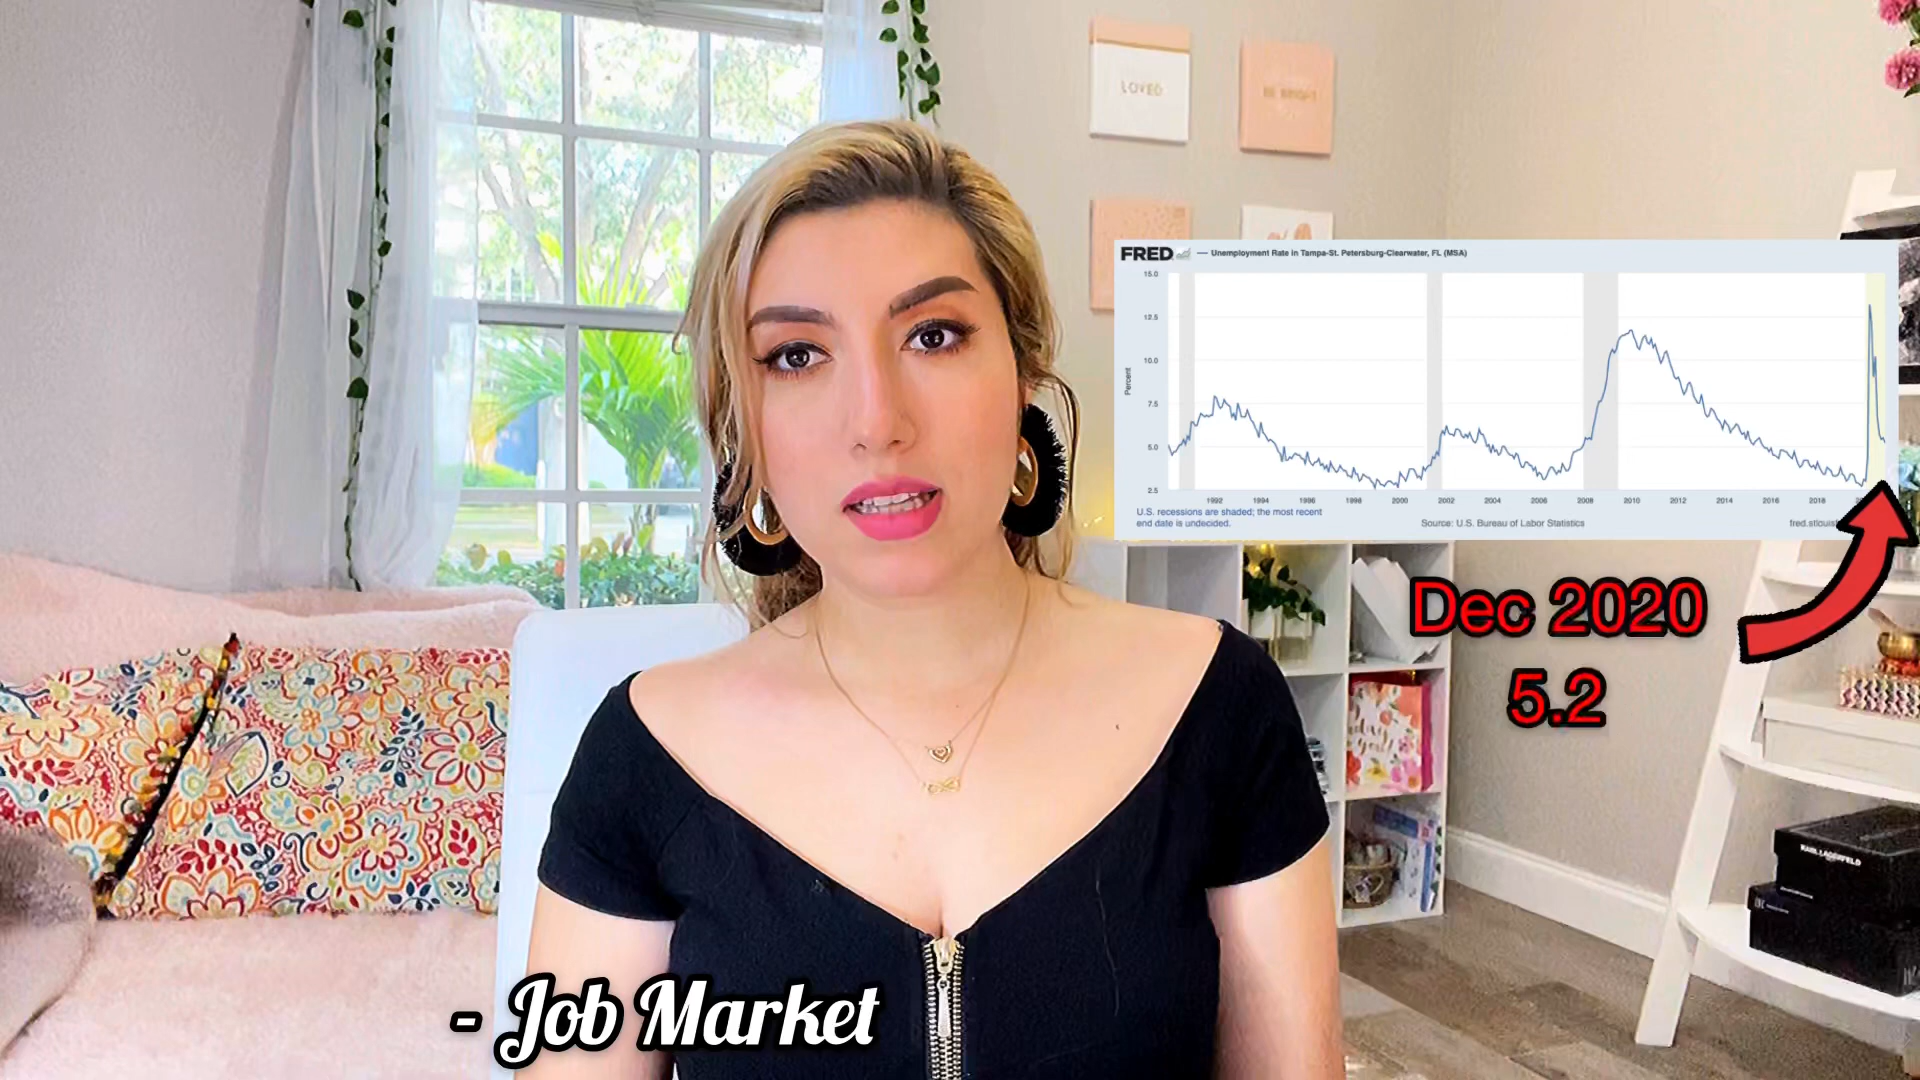 LOVED
FRED — Unemployment Rate in Tampa-St. Petersburg-Clearwater, FL (MSA)
15.0
12.5
10.0
7.5
5.0
2.5
Percent
1992 1994 1996 1998 2000 2002 2004 2006 2008 2010 2012 2014 2016 2018
U.S. recessions are shaded; the most recent
end date is undecided.
Source: U.S. Bureau of Labor Statistics
Dec 2020
5.2
KARL LAGERFELD
- Job Market